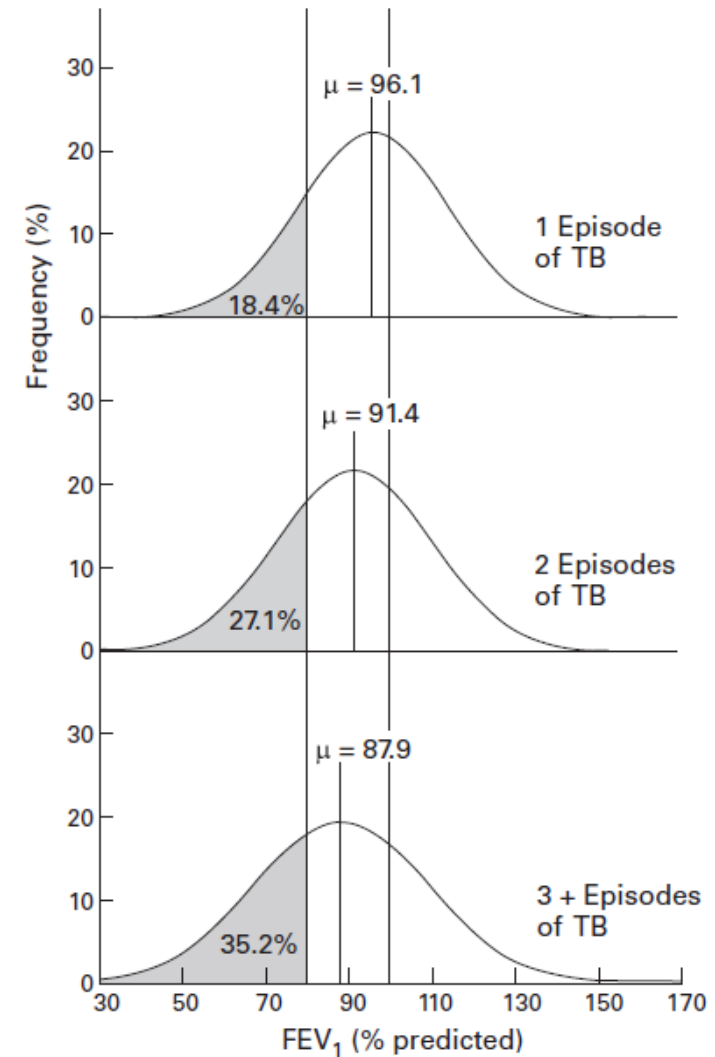 Frequency (%)
30
20
10
0
μ = 96.1
18.4%
1 Episode
of TB
30
20
10
0
μ = 91.4
27.1%
2 Episodes
of TB
30
20
10
0
μ = 87.9
35.2%
3 + Episodes
of TB
30 50 70 90 110 130 150 170
FEV₁ (% predicted)